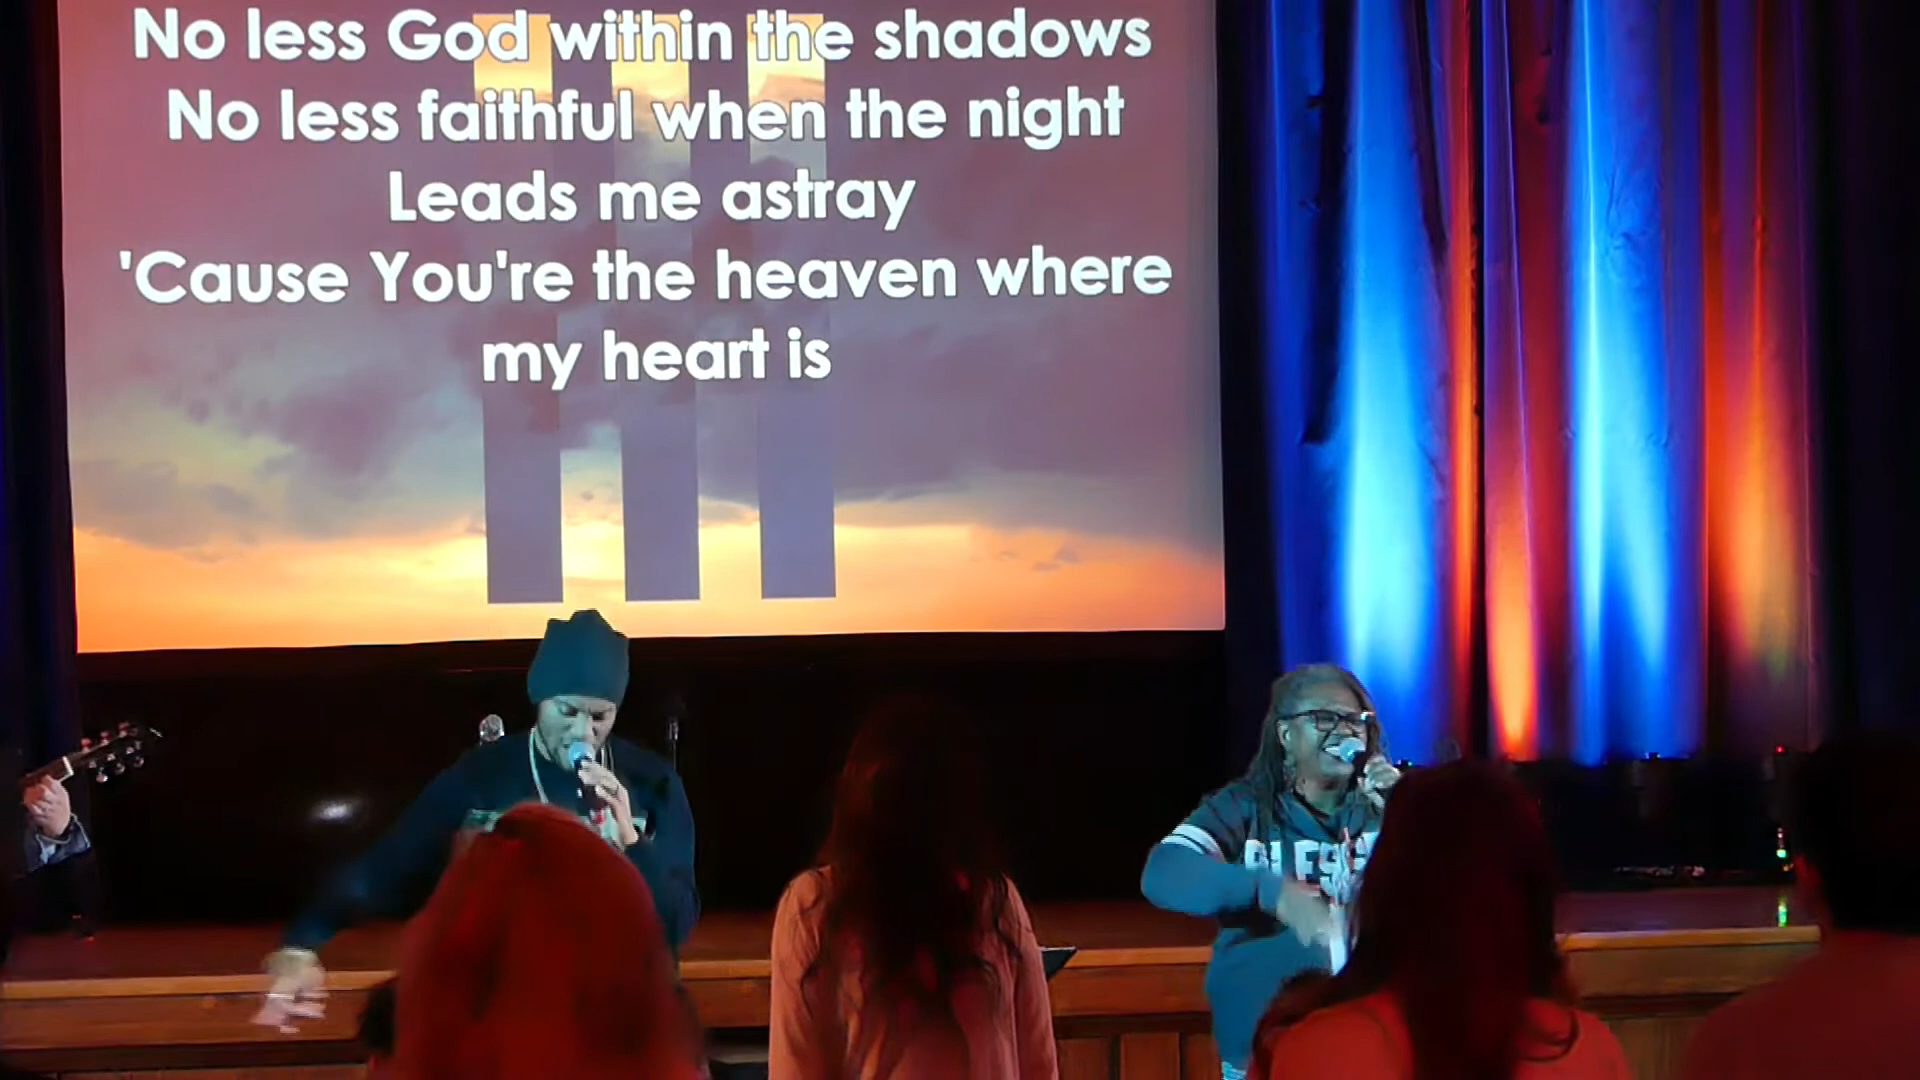 No less God within the shadows
No less faithful when the night
Leads me astray
'Cause You're the heaven where
my heart is